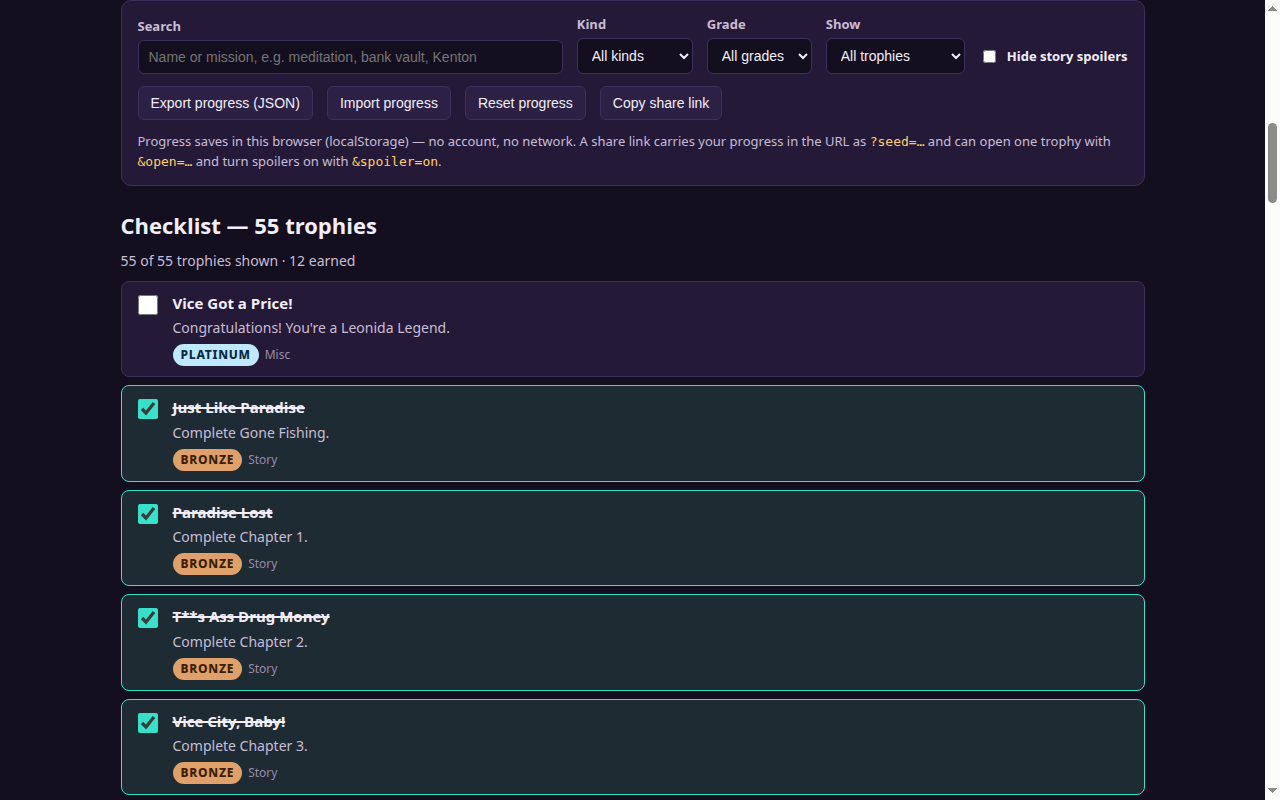 Search
Kind
Grade
Show
Name or mission, e.g. meditation, bank vault, Kenton
All kinds
All grades
All trophies
Hide story spoilers
Export progress (JSON)
Import progress
Reset progress
Copy share link
Progress saves in this browser (localStorage) — no account, no network. A share link carries your progress in the URL as ?seed=… and can open one trophy with
&open=… and turn spoilers on with &spoiler=on.
Checklist — 55 trophies
55 of 55 trophies shown · 12 earned
Vice Got a Price!
Congratulations! You're a Leonida Legend.
PLATINUM Misc
Just Like Paradise
Complete Gone Fishing.
BRONZE Story
Paradise Lost
Complete Chapter 1.
BRONZE Story
T**s Ass Drug Money
Complete Chapter 2.
BRONZE Story
Vice City, Baby!
Complete Chapter 3.
BRONZE Story